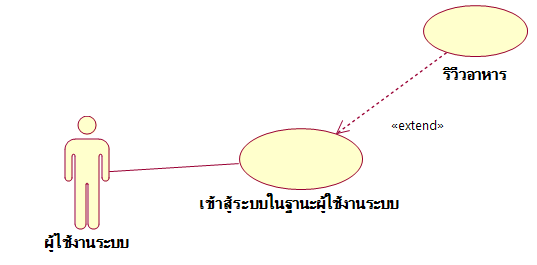 ริวิวอาหาร
«extend»
เข้าสู่ระบบในฐานะผู้ใช้งานระบบ
ผู้ใช้งานระบบ